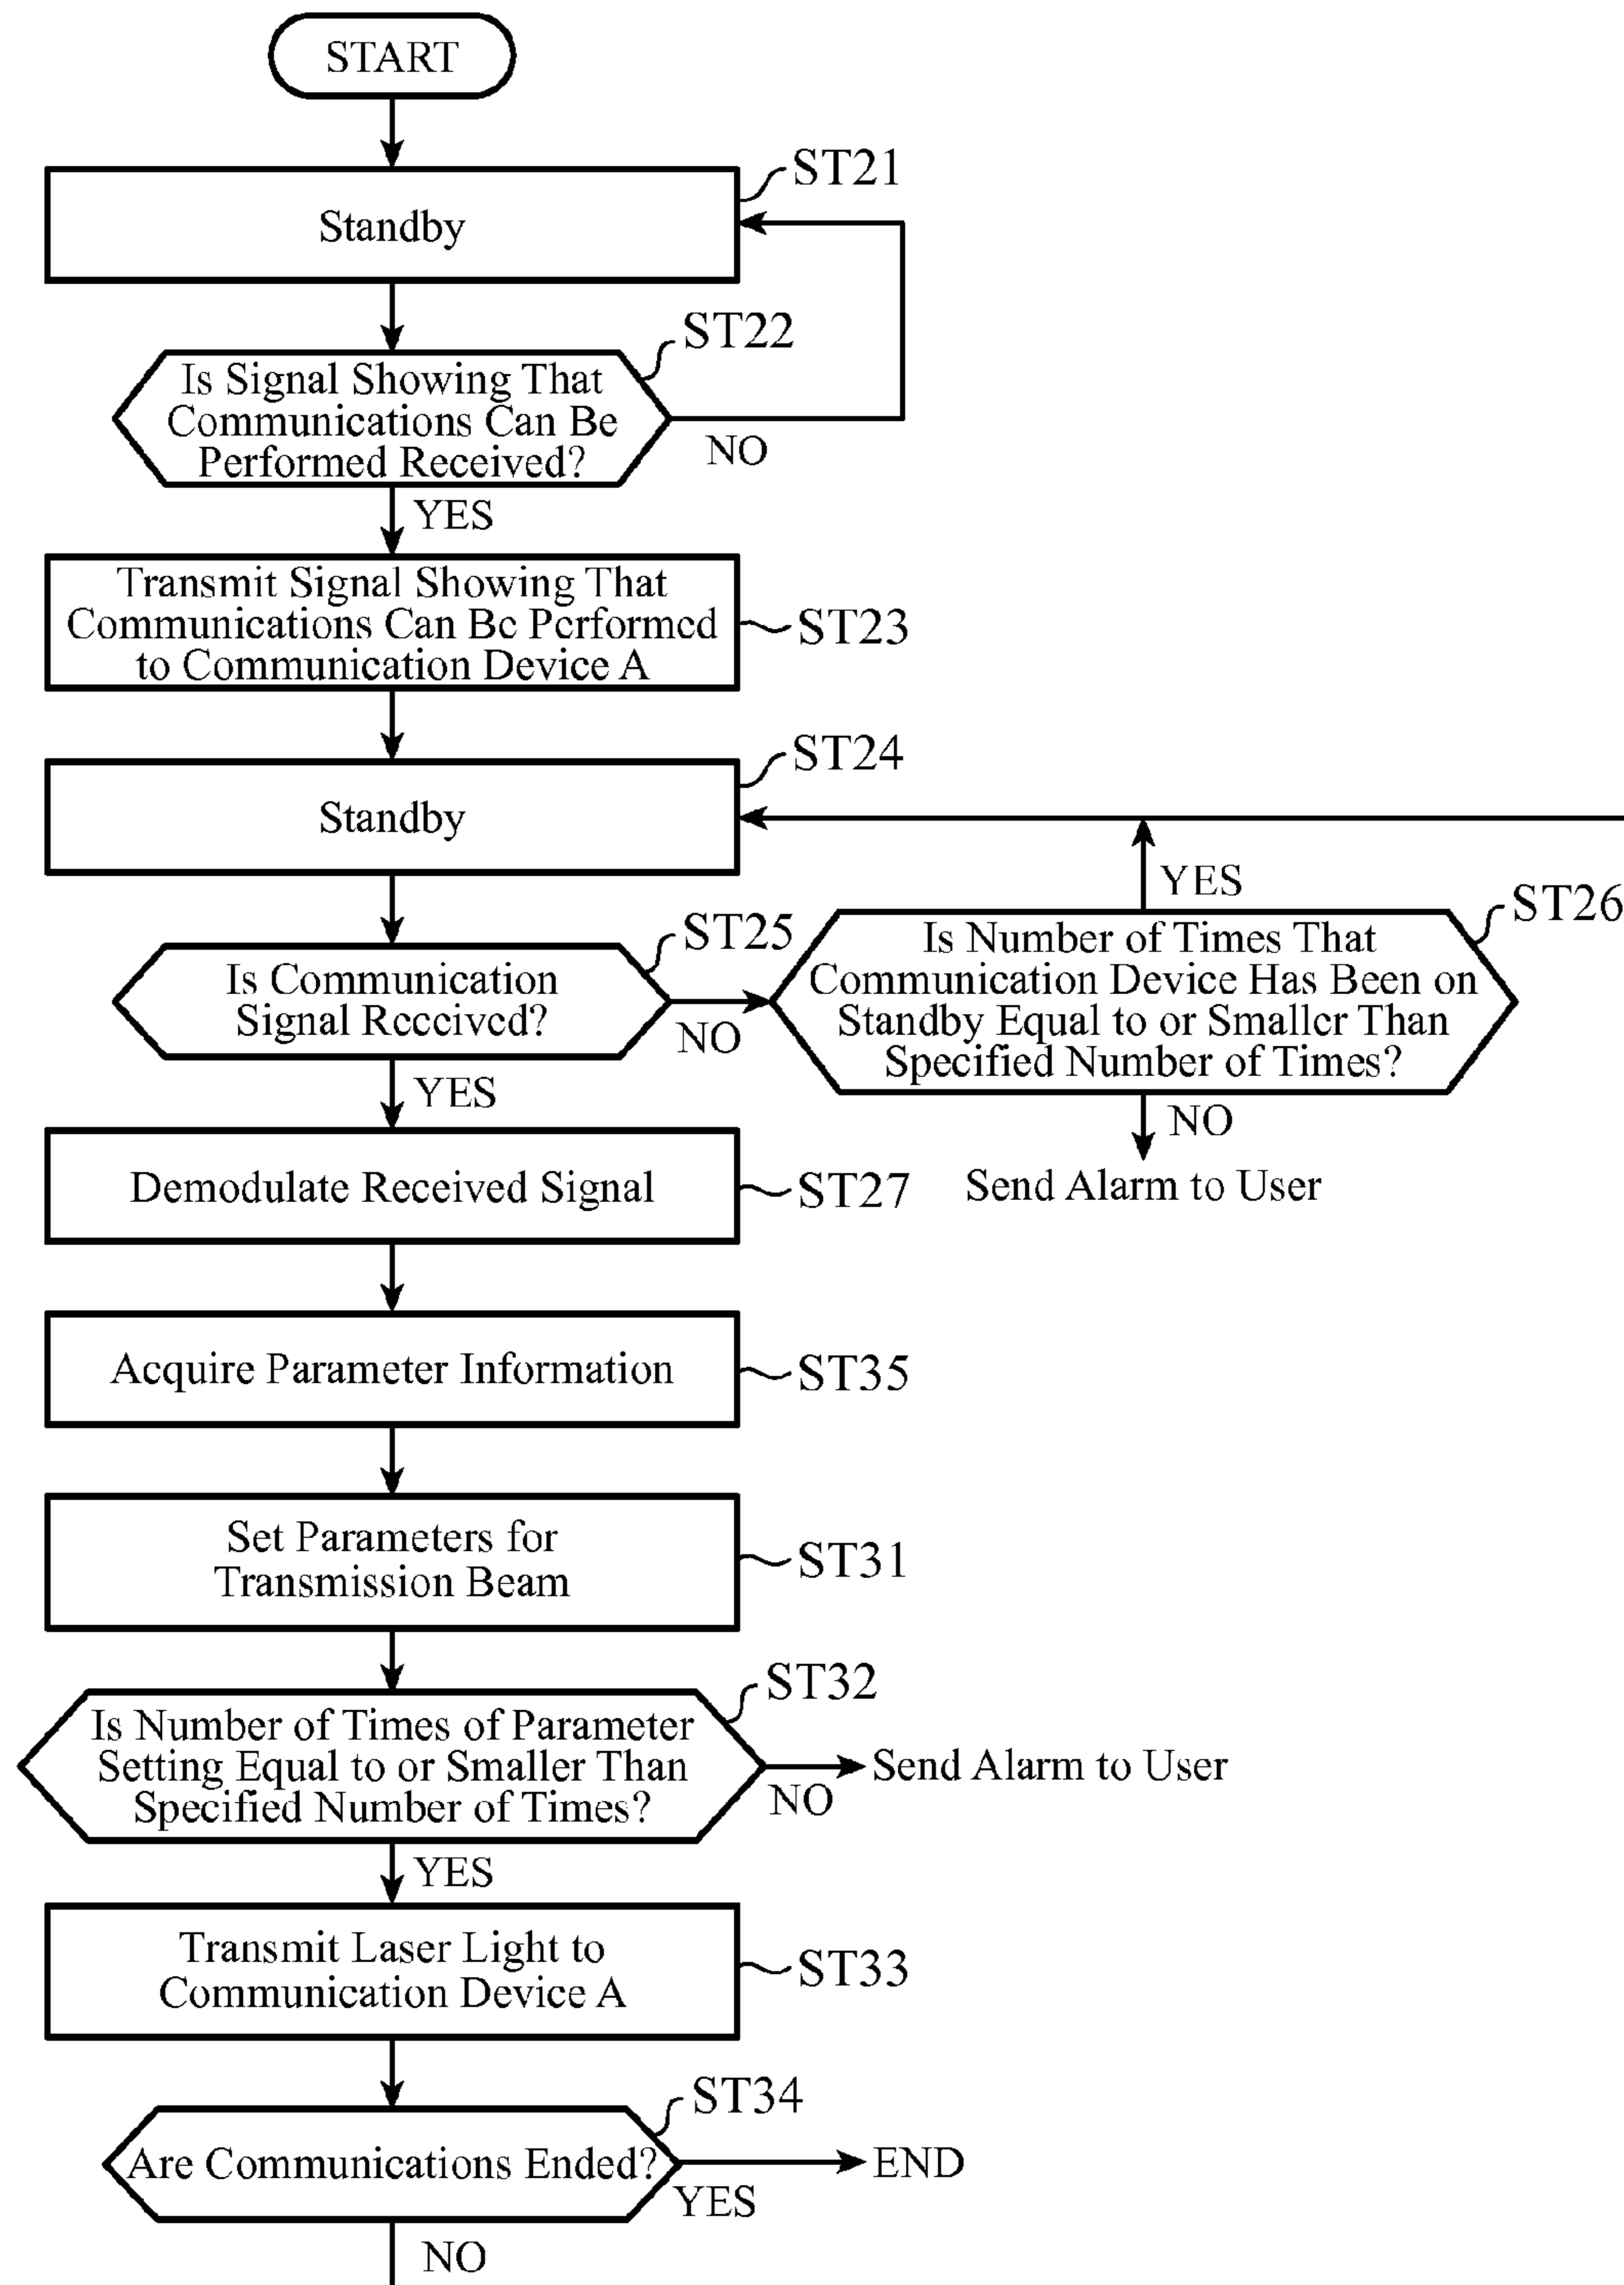 START
ST21
Standby
ST22
Is Signal Showing That
Communications Can Be
Performed Received?
NO
YES
Transmit Signal Showing That
Communications Can Be Performed
to Communication Device A
ST23
ST24
Standby
YES
ST26
ST25
Is Communication
Signal Received?
NO
Is Number of Times That
Communication Device Has Been on
Standby Equal to or Smaller Than
Specified Number of Times?
YES
NO
Demodulate Received Signal
ST27
Send Alarm to User
Acquire Parameter Information
ST35
Set Parameters for
Transmission Beam
ST31
ST32
Is Number of Times of Parameter
Setting Equal to or Smaller Than
Specified Number of Times?
NO
Send Alarm to User
YES
Transmit Laser Light to
Communication Device A
ST33
ST34
Are Communications Ended?
YES
END
NO